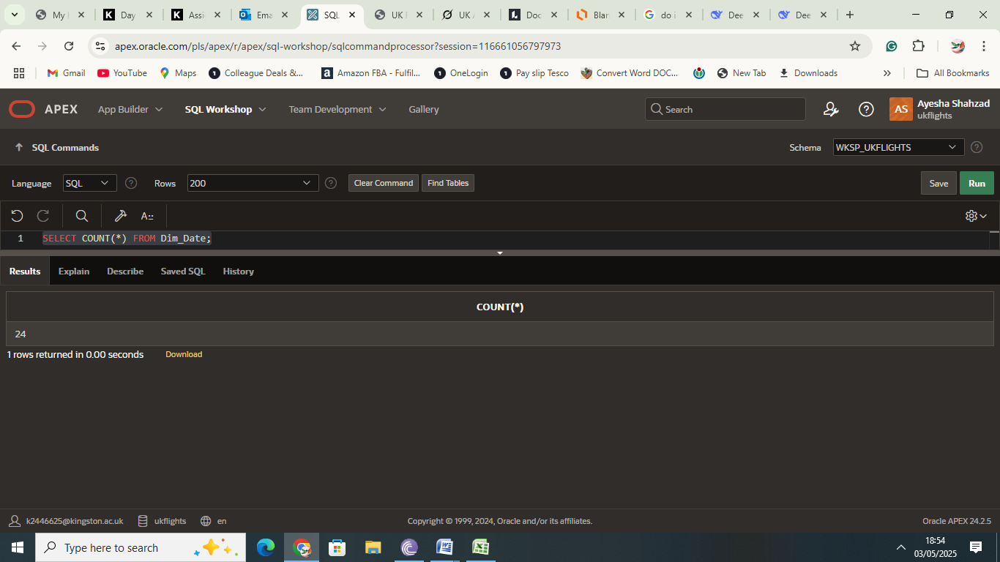 My
Day
Assi
Ema
SQL
UK
UK
Doc
Blar
do i
Dee
Dee
apex.oracle.com/pls/apex/r/apex/sql-workshop/sqlcommandprocessor?session=116661056797973
Gmail
YouTube
Maps
Colleague Deals &...
Amazon FBA - Fulfil...
OneLogin
Pay slip Tesco
Convert Word DOC...
New Tab
Downloads
All Bookmarks
APEX
App Builder
SQL Workshop
Team Development
Gallery
Search
AS
Ayesha Shahzad
ukflights
SQL Commands
Schema
WKSP_UKFLIGHTS
Language
SQL
Rows
200
Clear Command
Find Tables
Save
Run
1 SELECT COUNT(*) FROM Dim_Date;
Results
Explain
Describe
Saved SQL
History
COUNT(*)
24
1 rows returned in 0.00 seconds
Download
k2446625@kingston.ac.uk
ukflights
en
Copyright © 1999, 2024, Oracle and/or its affiliates.
Oracle APEX 24.2.5
Type here to search
18:54
03/05/2025